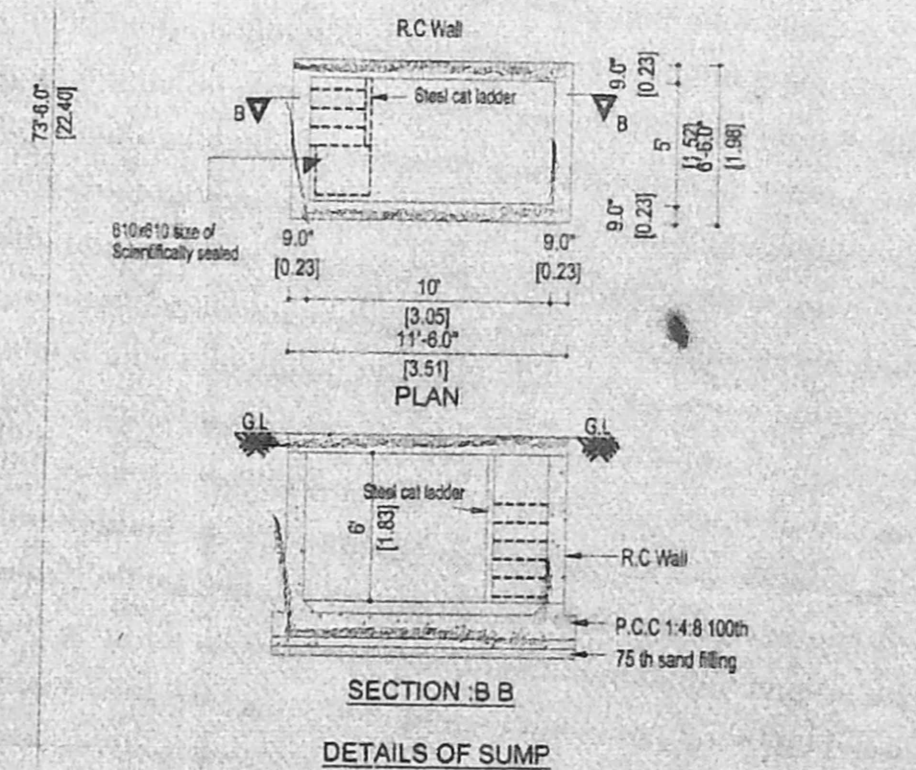 R.C Wall
73'-6.0"
[22.40]
B
Steel cat ladder
B
9.0"
[0.23]
5'
[1.52]
6'-6.0"
[1.98]
9.0"
[0.23]
610x610 size of
Scientifically sealed
9.0"
[0.23]
9.0"
[0.23]
10'
[3.05]
11'-6.0"
[3.51]
PLAN
G.L
G.L
Steel cat ladder
6'
[1.83]
R.C Wall
P.C.C 1:4:8 100th
75 th sand filling
SECTION :B B
DETAILS OF SUMP